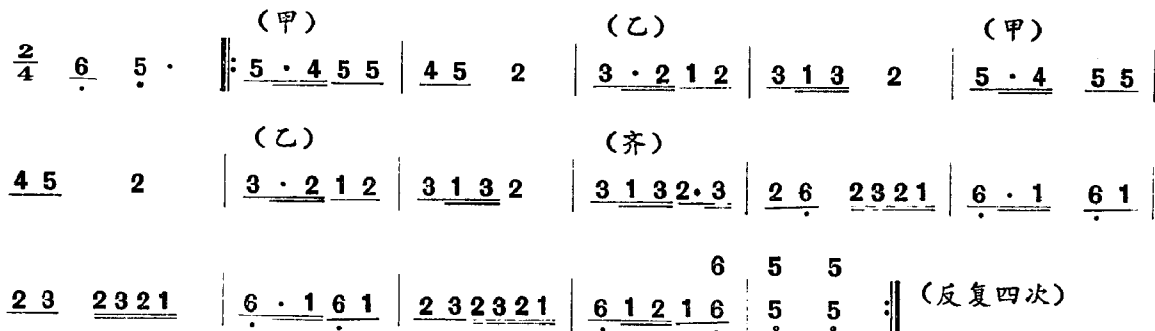 （甲） （乙） （甲）
2/4 6 5 · ‖: 5 · 4 5 5 | 4 5 2 | 3 · 2 1 2 | 3 1 3 2 | 5 · 4 5 5 |
（乙） （齐）
4 5 2 | 3 · 2 1 2 | 3 1 3 2 | 3 1 3 2 · 3 | 2 6 2 3 2 1 | 6 · 1 6 1 |
6 5 5
2 3 2 3 2 1 | 6 · 1 6 1 | 2 3 2 3 2 1 | 6 1 2 1 6 | 5 5 :‖ （反复四次）